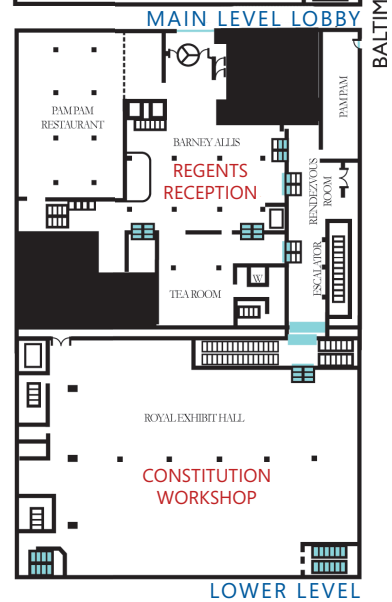 MAIN LEVEL LOBBY
BALTIM
PAM PAM
RESTAURANT
PAM PAM
BARNEY ALLIS
REGENTS
RECEPTION
RENDEZVOUS
ROOM
ESCALATOR
TEA ROOM
W
ROYAL EXHIBIT HALL
CONSTITUTION
WORKSHOP
LOWER LEVEL